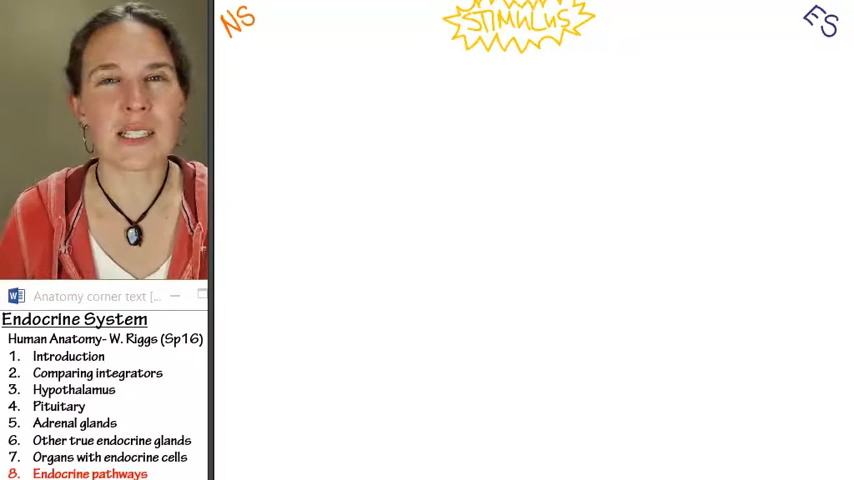 NS
STIMULUS
ES
Anatomy corner text [...
Endocrine System
Human Anatomy- W. Riggs (Sp16)
1. Introduction
2. Comparing integrators
3. Hypothalamus
4. Pituitary
5. Adrenal glands
6. Other true endocrine glands
7. Organs with endocrine cells
8. Endocrine pathways